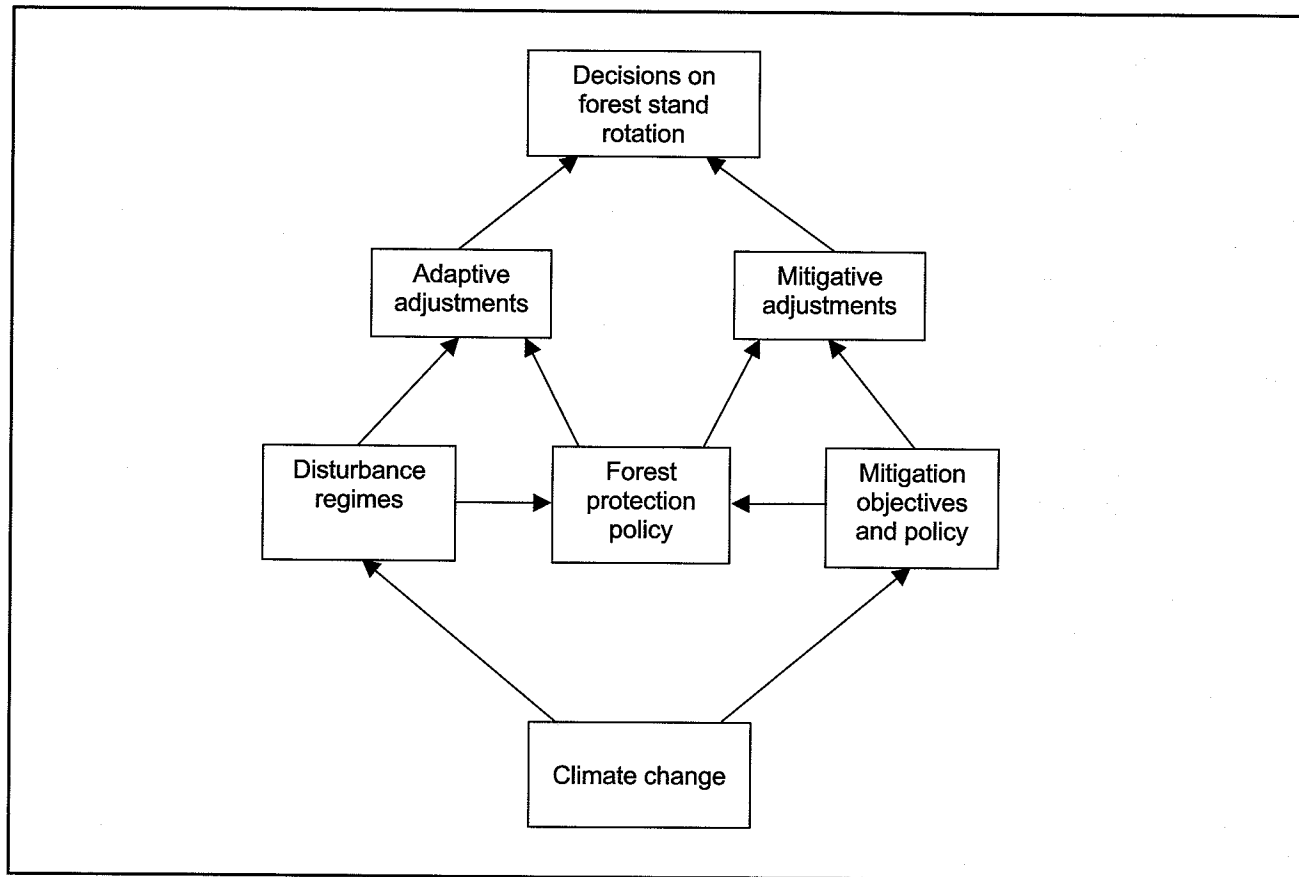 Decisions on
forest stand
rotation
Adaptive
adjustments
Mitigative
adjustments
Disturbance
regimes
Forest
protection
policy
Mitigation
objectives
and policy
Climate change